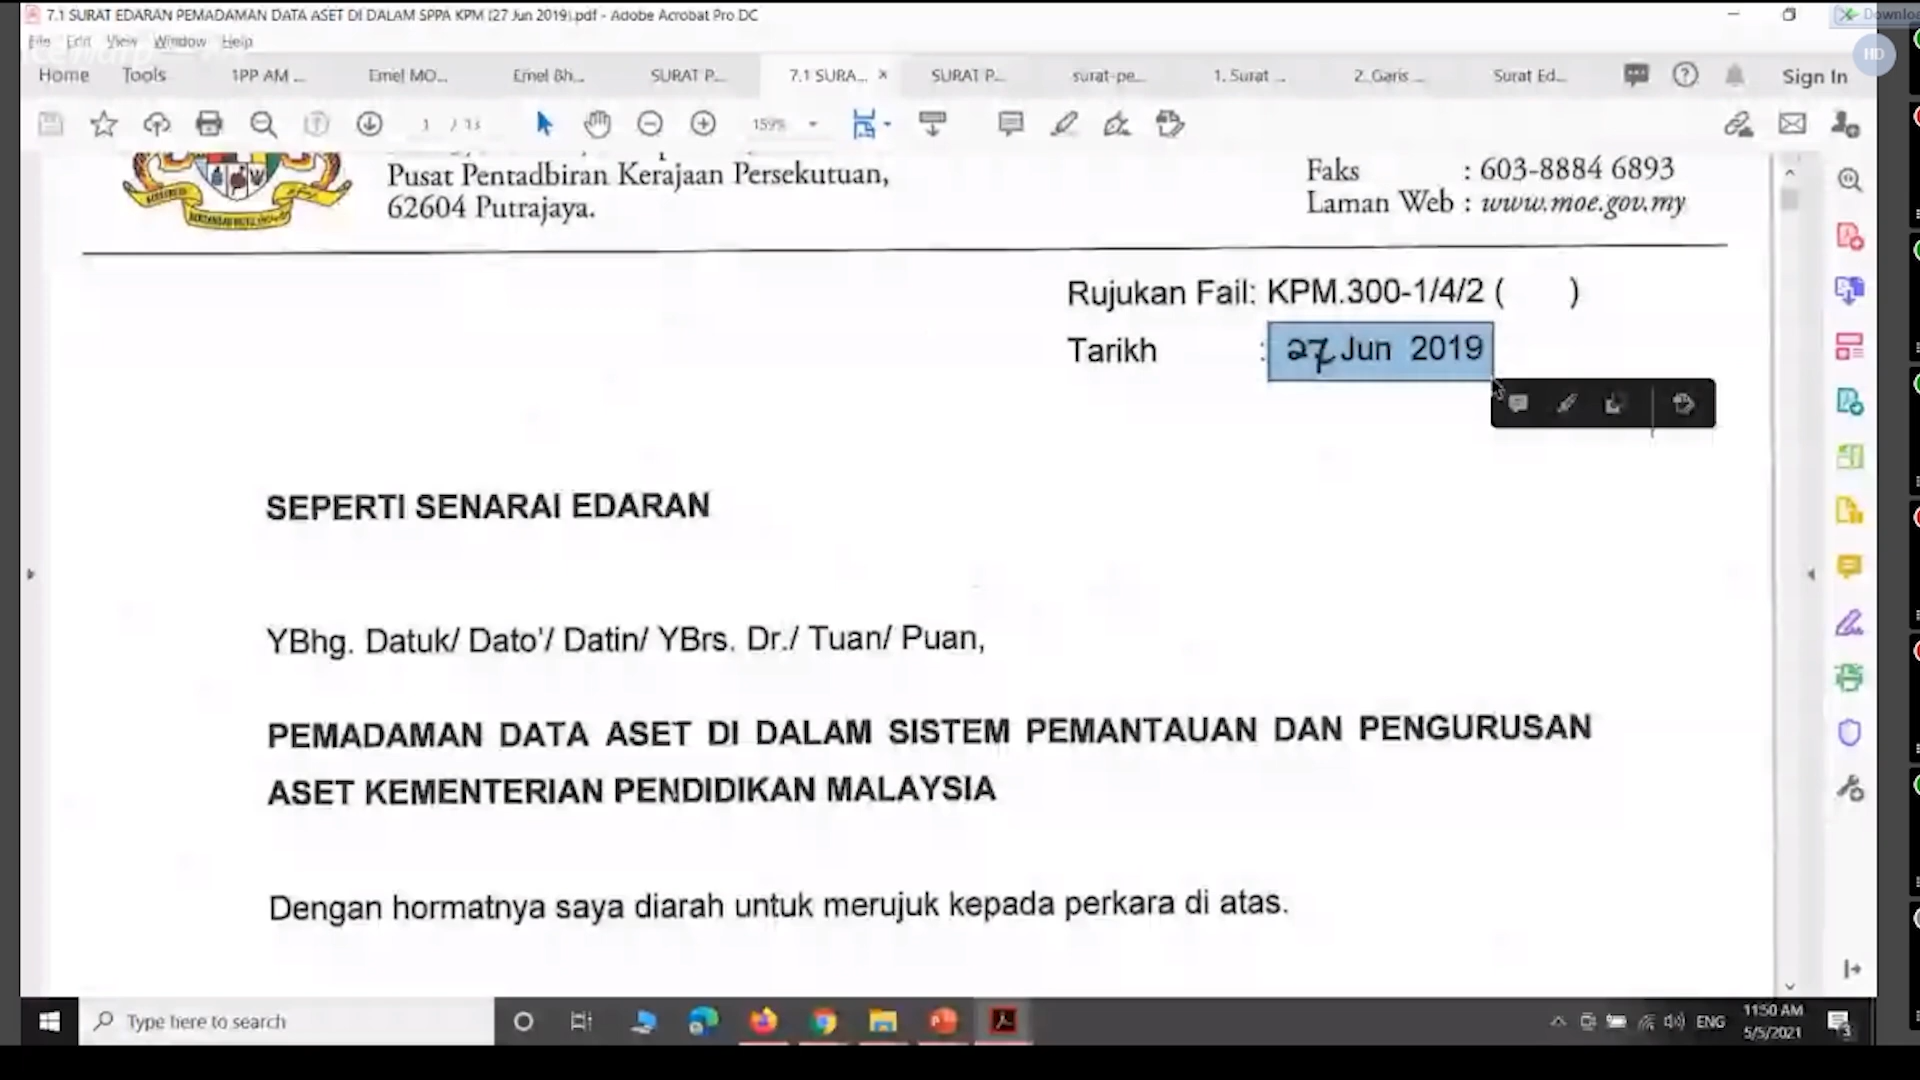 7.1 SURAT EDARAN PEMADAMAN DATA ASET DI DALAM SPPA KPM (27 Jun 2019).pdf - Adobe Acrobat Pro DC
File Edit View Window Help
Home Tools 1PP AM ... Emel MO... Emel Bh... SURAT P... 7.1 SURA... × SURAT P... surat-pe... 1. Surat ... 2. Garis ... Surat Ed... Sign In
HD
1 / 13 159%
Pusat Pentadbiran Kerajaan Persekutuan,
62604 Putrajaya.
Faks : 603-8884 6893
Laman Web : www.moe.gov.my
Rujukan Fail: KPM.300-1/4/2 ( )
Tarikh : 27 Jun 2019
SEPERTI SENARAI EDARAN
YBhg. Datuk/ Dato'/ Datin/ YBrs. Dr./ Tuan/ Puan,
PEMADAMAN DATA ASET DI DALAM SISTEM PEMANTAUAN DAN PENGURUSAN
ASET KEMENTERIAN PENDIDIKAN MALAYSIA
Dengan hormatnya saya diarah untuk merujuk kepada perkara di atas.
Type here to search
ENG
11:50 AM
5/5/2021
3